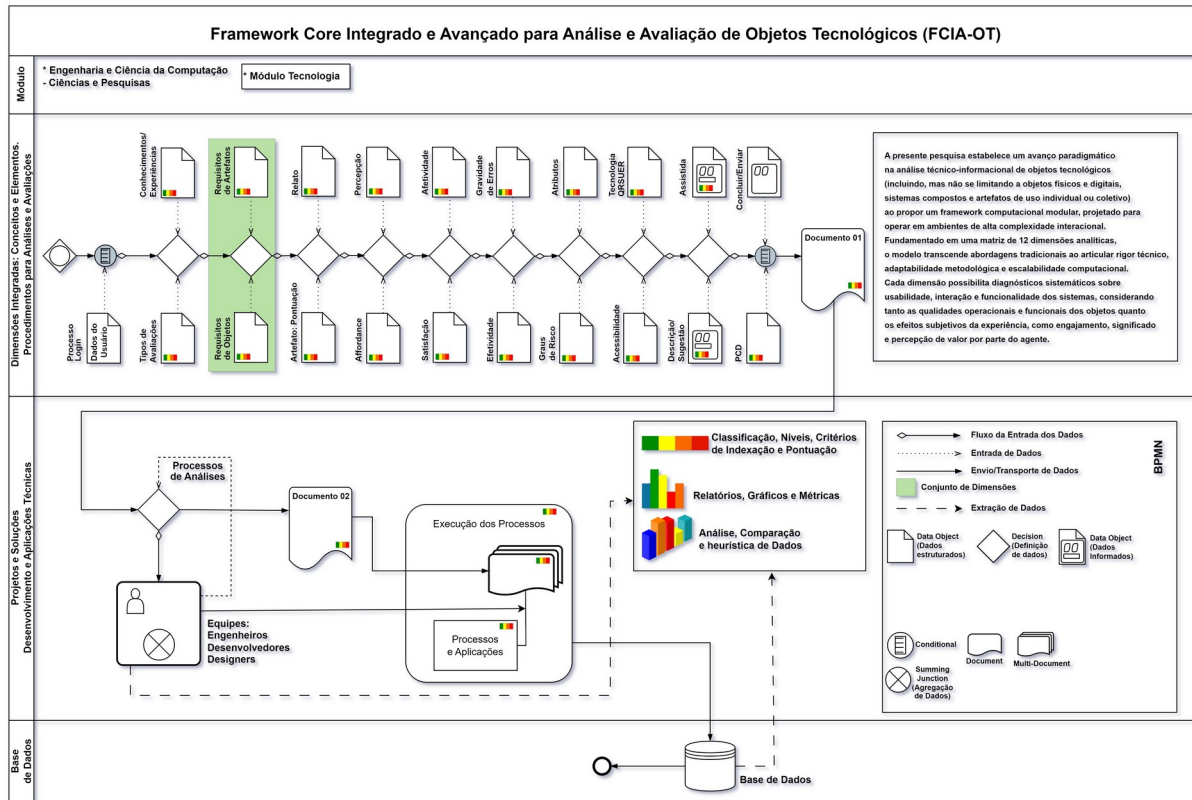 Framework Core Integrado e Avançado para Análise e Avaliação de Objetos Tecnológicos (FCIA-OT)
Módulo
* Engenharia e Ciência da Computação
- Ciências e Pesquisas
* Módulo Tecnologia
Dimensões Integradas: Conceitos e Elementos.
Procedimentos para Análises e Avaliações
Conhecimentos/
Experiências
Requisitos
de Artefatos
Relato
Percepção
Afetividade
Gravidade
de Erros
Atributos
Tecnologia
QRSUER
Assistida
Concluir/Enviar
Processo
Login
Dados do
Usuário
Tipos de
Avaliações
Requisitos
de Objetos
Artefato: Pontuação
Affordance
Satisfação
Efetividade
Graus
de Risco
Acessibilidade
Descrição/
Sugestão
PCD
Documento 01
A presente pesquisa estabelece um avanço paradigmático
na análise técnico-informacional de objetos tecnológicos
(incluindo, mas não se limitando a objetos físicos e digitais,
sistemas compostos e artefatos de uso individual ou coletivo)
ao propor um framework computacional modular, projetado para
operar em ambientes de alta complexidade interacional.
Fundamentado em uma matriz de 12 dimensões analíticas,
o modelo transcende abordagens tradicionais ao articular rigor técnico,
adaptabilidade metodológica e escalabilidade computacional.
Cada dimensão possibilita diagnósticos sistemáticos sobre
usabilidade, interação e funcionalidade dos sistemas, considerando
tanto as qualidades operacionais e funcionais dos objetos quanto
os efeitos subjetivos da experiência, como engajamento, significado
e percepção de valor por parte do agente.
Projetos e Soluções
Desenvolvimento e Aplicações Técnicas
Processos
de Análises
Documento 02
Equipes:
Engenheiros
Desenvolvedores
Designers
Execução dos Processos
Processos
e Aplicações
Classificação, Níveis, Critérios
de Indexação e Pontuação
Relatórios, Gráficos e Métricas
Análise, Comparação
e heurística de Dados
BPMN
Fluxo da Entrada dos Dados
Entrada de Dados
Envio/Transporte de Dados
Conjunto de Dimensões
Extração de Dados
Data Object
(Dados
estruturados)
Decision
(Definição
de dados)
Data Object
(Dados
Informados)
Conditional
Document
Multi-Document
Summing
Junction
(Agregação
de Dados)
Base
de Dados
Base de Dados